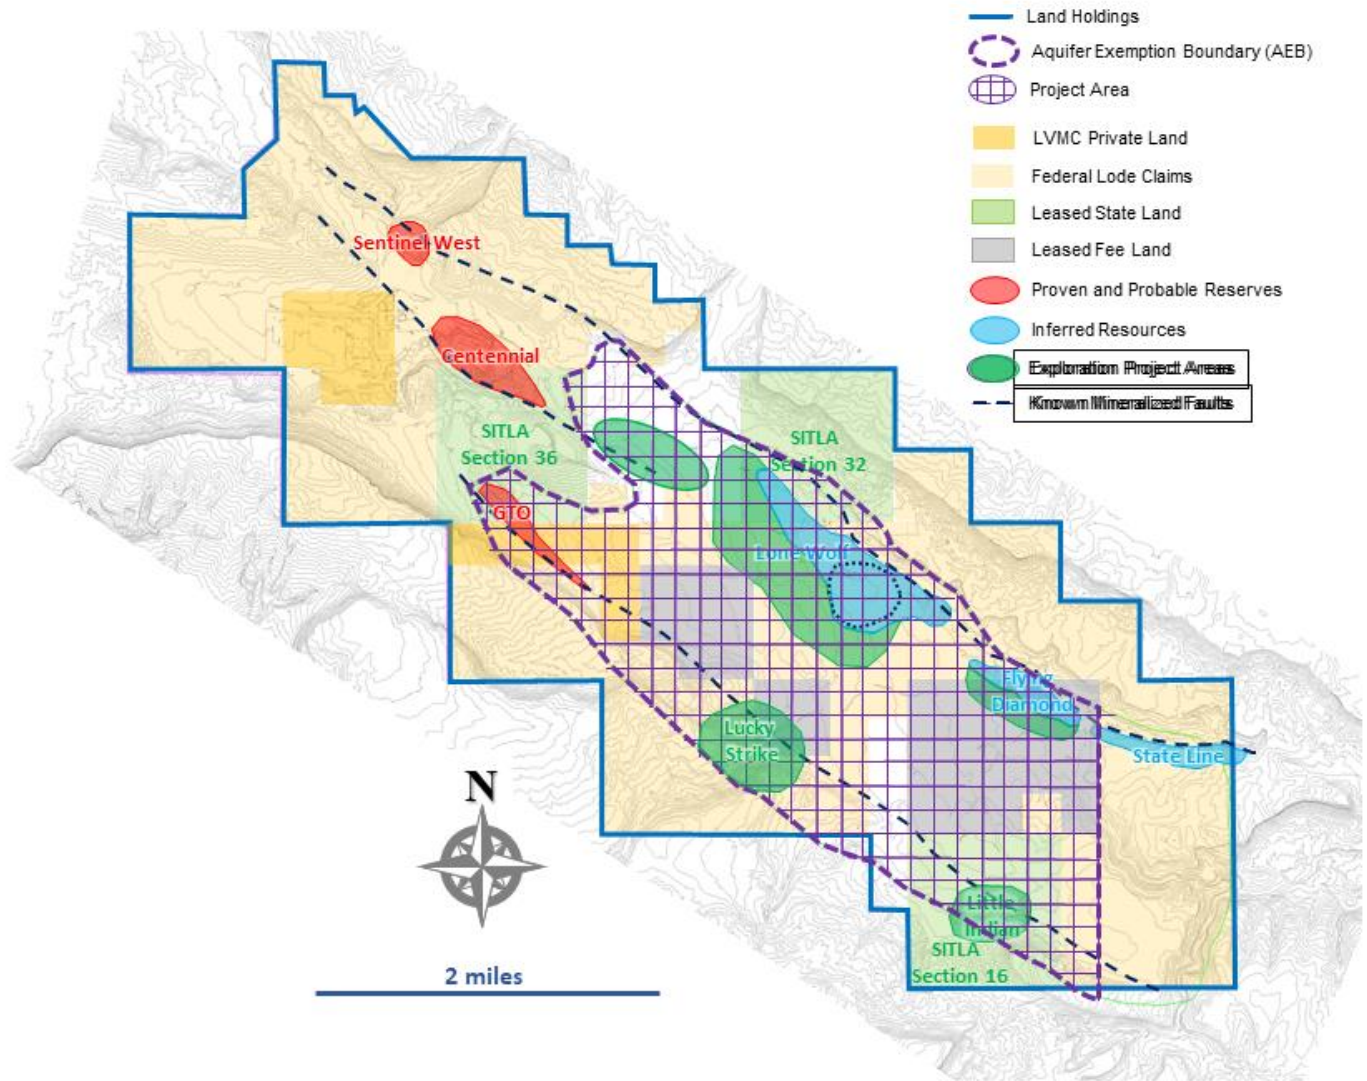 Land Holdings
Aquifer Exemption Boundary (AEB)
Project Area
LVMC Private Land
Federal Lode Claims
Leased State Land
Leased Fee Land
Proven and Probable Reserves
Inferred Resources
Exploration Project Areas
Known Mineralized Faults
Sentinel West
Centennial
SITLA
Section 36
SITLA
Section 32
GTO
Lone Wolf
Flying
Diamond
State Line
Lucky
Strike
Little
Indian
SITLA
Section 16
N
2 miles